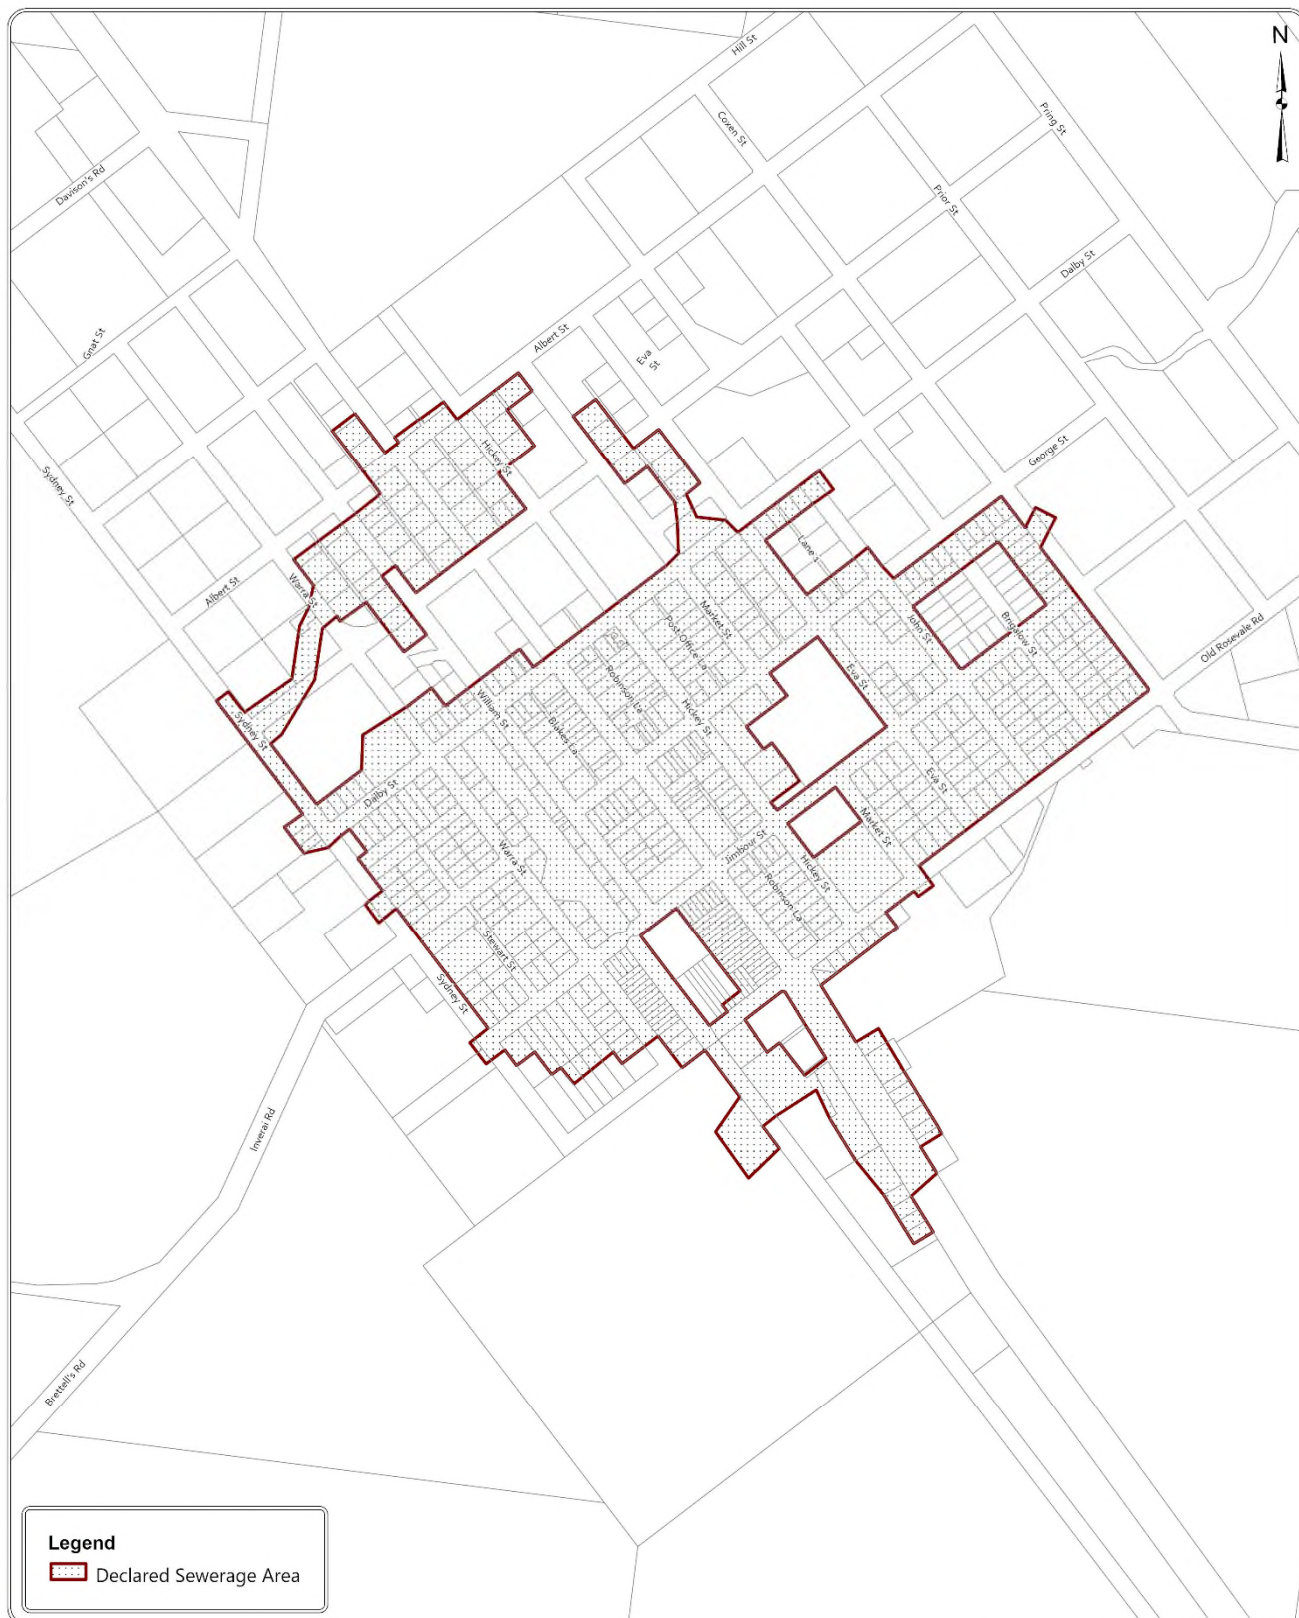 N
Hill St
Coxen St
Pring St
Davison's Rd
Prior St
Dalby St
Gnat St
Albert St
Eva
St
Hickey St
George St
Sydney St
Lane 1
Albert St
Warra St
Market St
Post Office La
John St
Brigalow St
Old Rosevale Rd
Eva St
Robinson La
William St
Hickey St
Blakes La
Sydney St
Dalby St
Eva St
Market St
Jimbour St
Warra St
Hickey St
Robinson La
Stewart St
Sydney St
Inverai Rd
Brettell's Rd
Legend
Declared Sewerage Area